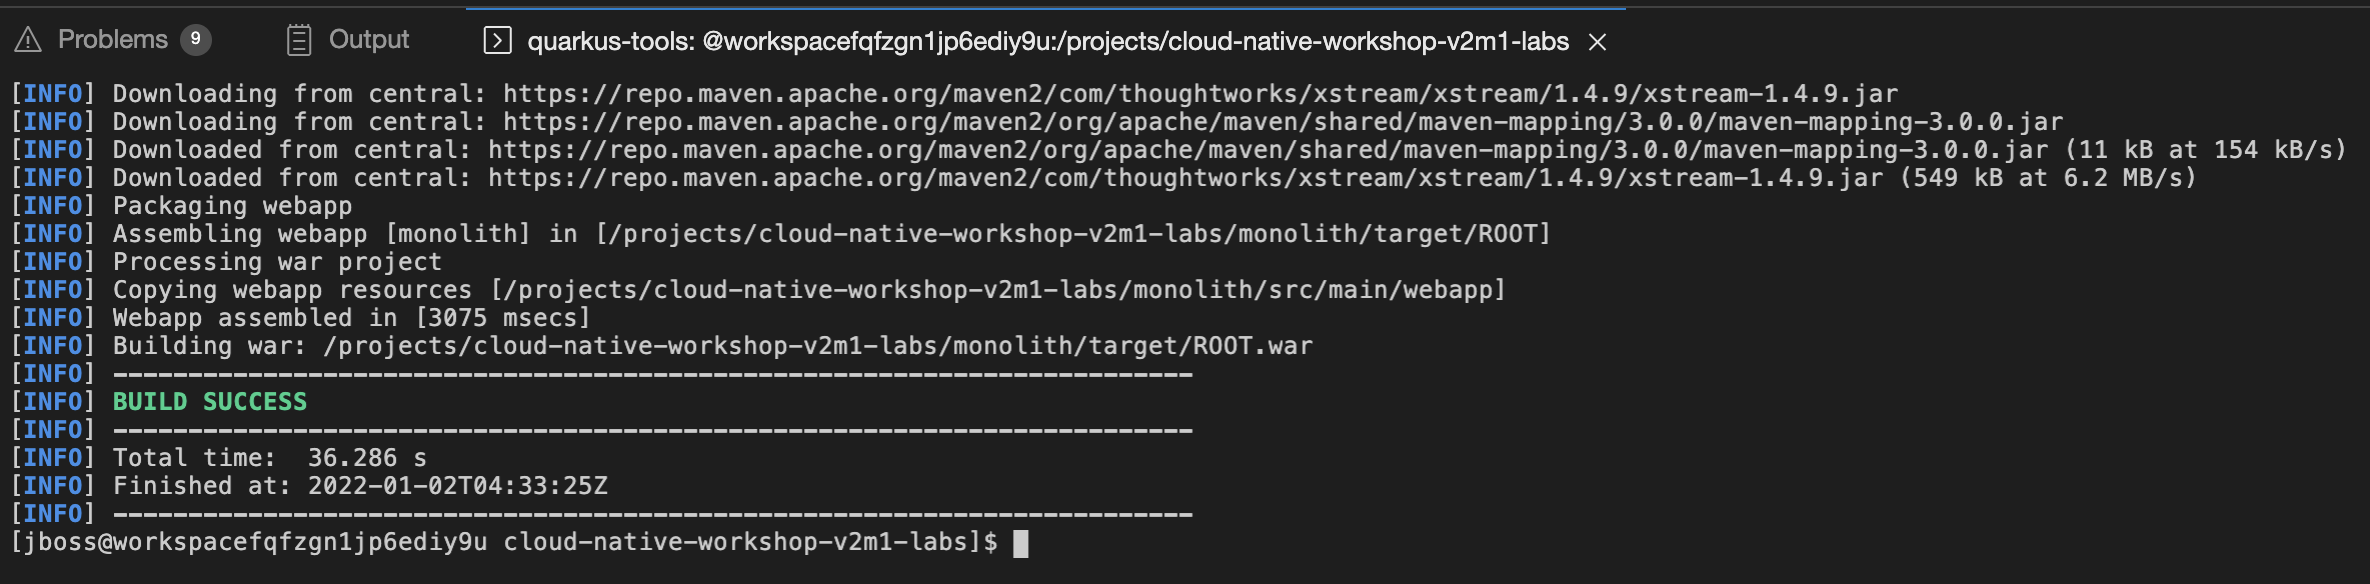 Problems 9 Output quarkus-tools: @workspacefqfzgn1jp6ediy9u:/projects/cloud-native-workshop-v2m1-labs
[INFO] Downloading from central: https://repo.maven.apache.org/maven2/com/thoughtworks/xstream/xstream/1.4.9/xstream-1.4.9.jar
[INFO] Downloading from central: https://repo.maven.apache.org/maven2/org/apache/maven/shared/maven-mapping/3.0.0/maven-mapping-3.0.0.jar
[INFO] Downloaded from central: https://repo.maven.apache.org/maven2/org/apache/maven/shared/maven-mapping/3.0.0/maven-mapping-3.0.0.jar (11 kB at 154 kB/s)
[INFO] Downloaded from central: https://repo.maven.apache.org/maven2/com/thoughtworks/xstream/xstream/1.4.9/xstream-1.4.9.jar (549 kB at 6.2 MB/s)
[INFO] Packaging webapp
[INFO] Assembling webapp [monolith] in [/projects/cloud-native-workshop-v2m1-labs/monolith/target/ROOT]
[INFO] Processing war project
[INFO] Copying webapp resources [/projects/cloud-native-workshop-v2m1-labs/monolith/src/main/webapp]
[INFO] Webapp assembled in [3075 msecs]
[INFO] Building war: /projects/cloud-native-workshop-v2m1-labs/monolith/target/ROOT.war
[INFO] ------------------------------------------------------------------------
[INFO] BUILD SUCCESS
[INFO] ------------------------------------------------------------------------
[INFO] Total time:  36.286 s
[INFO] Finished at: 2022-01-02T04:33:25Z
[INFO] ------------------------------------------------------------------------
[jboss@workspacefqfzgn1jp6ediy9u cloud-native-workshop-v2m1-labs]$